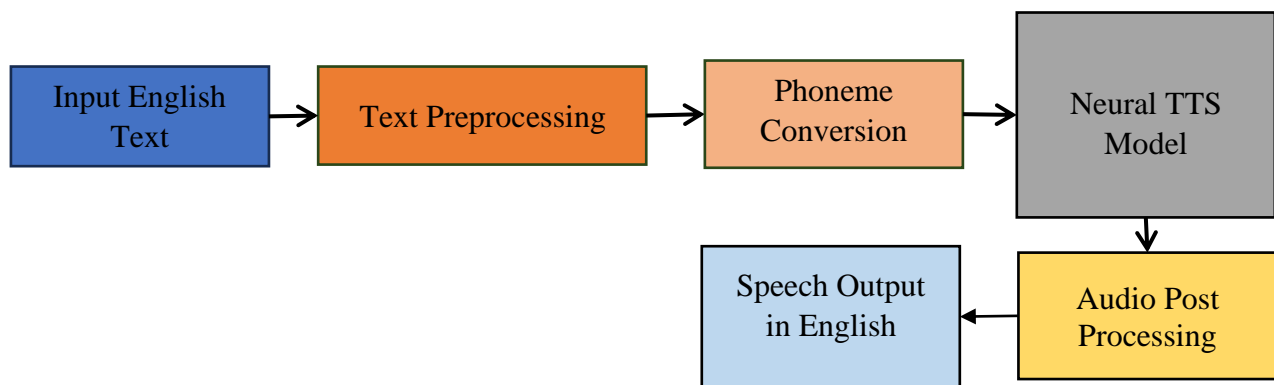 Input English
Text
Text Preprocessing
Phoneme
Conversion
Neural TTS
Model
Audio Post
Processing
Speech Output
in English